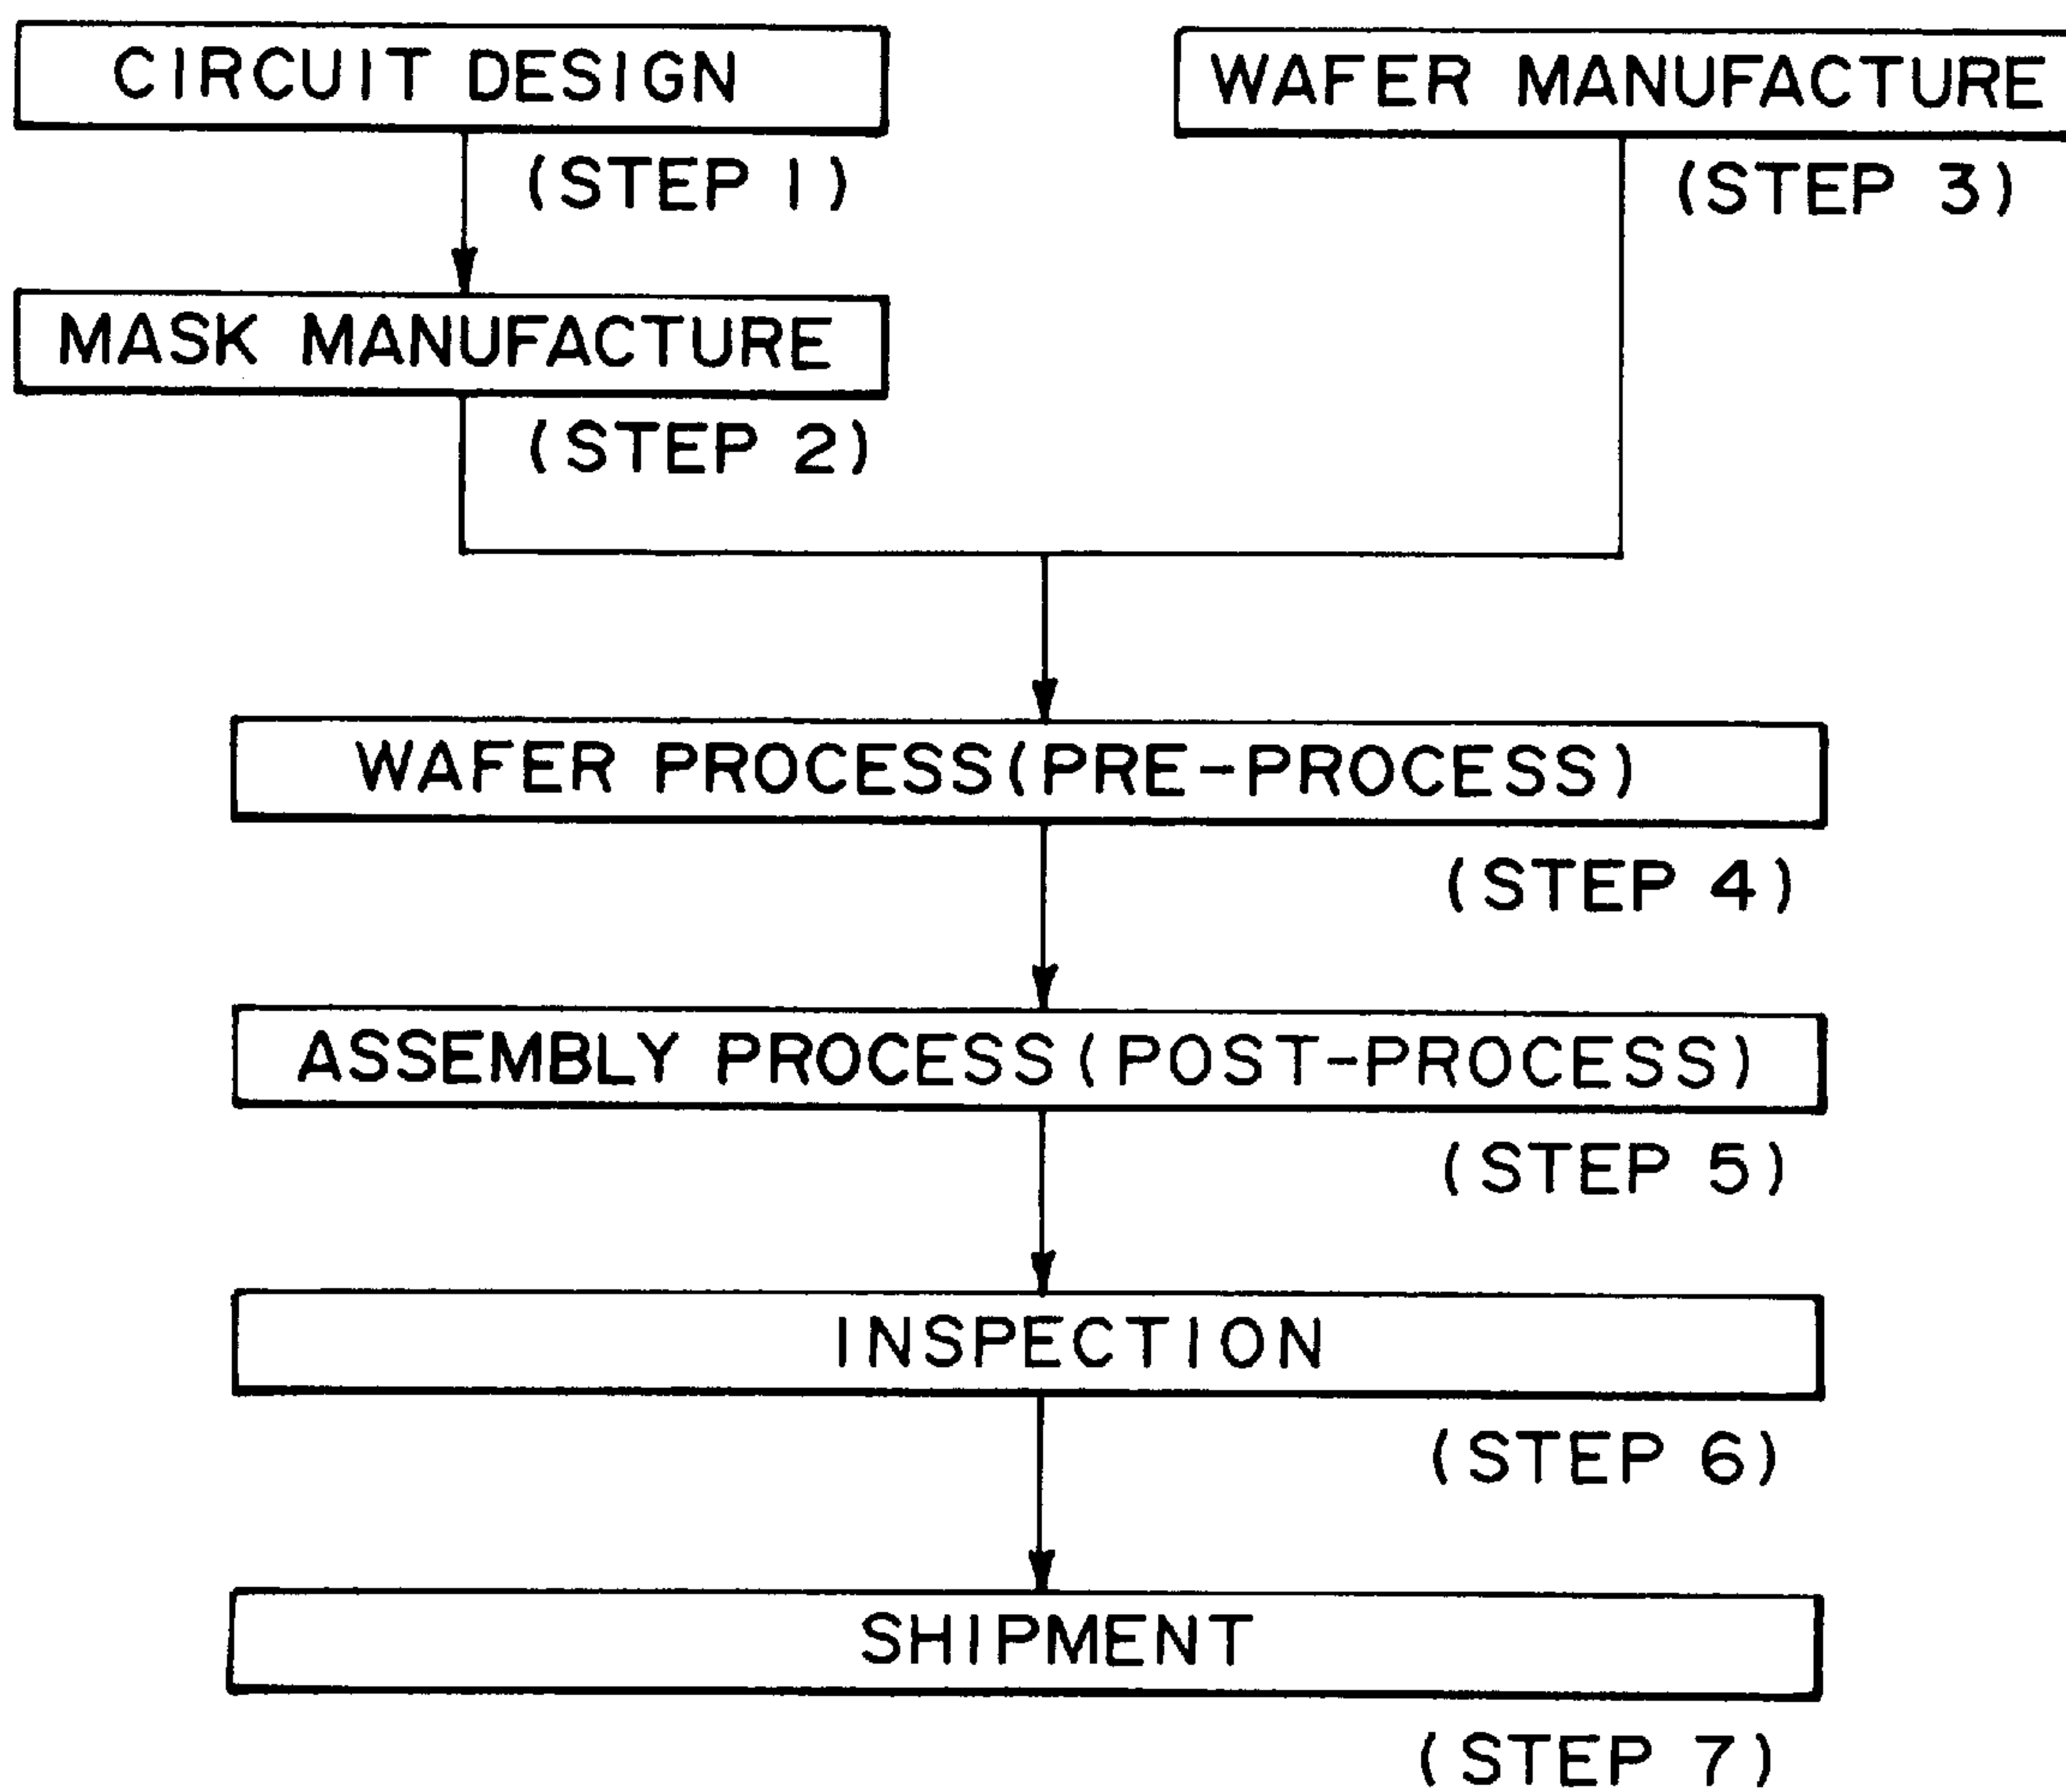 CIRCUIT DESIGN
(STEP 1)
MASK MANUFACTURE
(STEP 2)
WAFER MANUFACTURE
(STEP 3)
WAFER PROCESS(PRE-PROCESS)
(STEP 4)
ASSEMBLY PROCESS(POST-PROCESS)
(STEP 5)
INSPECTION
(STEP 6)
SHIPMENT
(STEP 7)